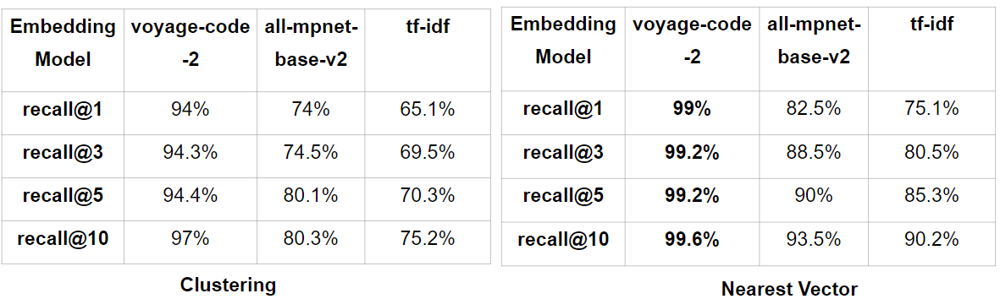 Embedding Model voyage-code-2 all-mpnet-base-v2 tf-idf
recall@1 94% 74% 65.1%
recall@3 94.3% 74.5% 69.5%
recall@5 94.4% 80.1% 70.3%
recall@10 97% 80.3% 75.2%
Clustering
Embedding Model voyage-code-2 all-mpnet-base-v2 tf-idf
recall@1 99% 82.5% 75.1%
recall@3 99.2% 88.5% 80.5%
recall@5 99.2% 90% 85.3%
recall@10 99.6% 93.5% 90.2%
Nearest Vector